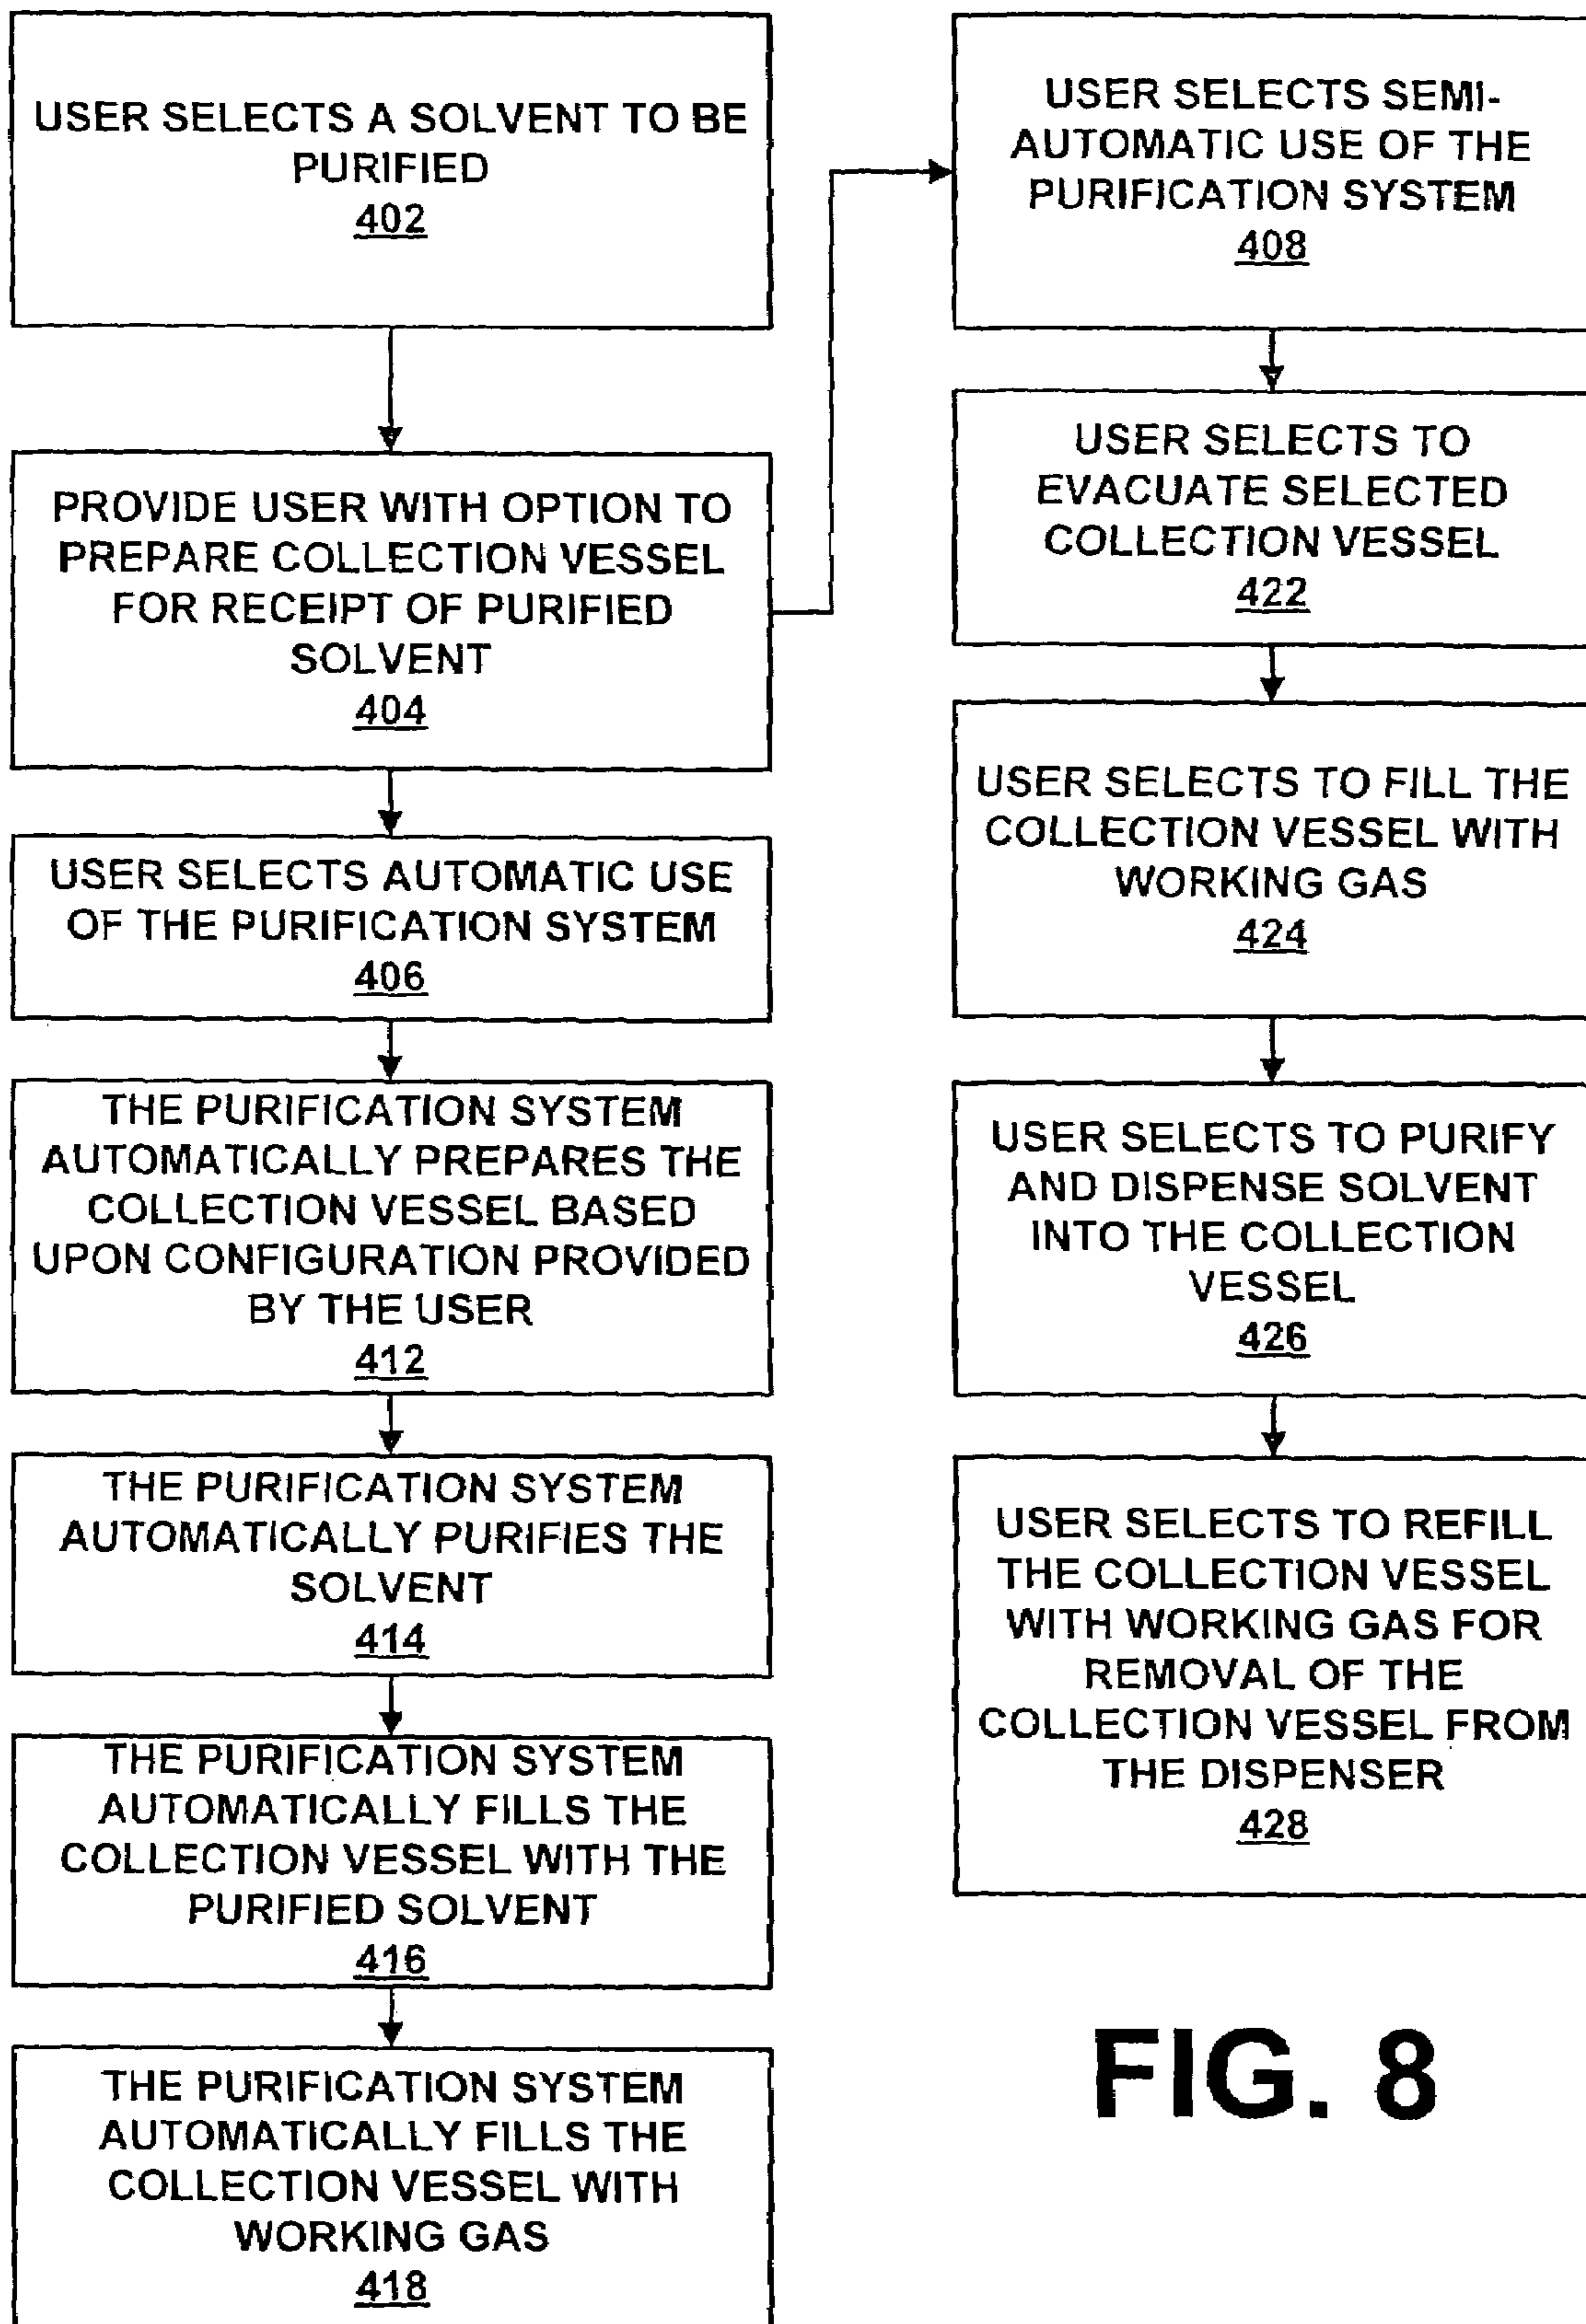 USER SELECTS A SOLVENT TO BE
PURIFIED
402
PROVIDE USER WITH OPTION TO
PREPARE COLLECTION VESSEL
FOR RECEIPT OF PURIFIED
SOLVENT
404
USER SELECTS AUTOMATIC USE
OF THE PURIFICATION SYSTEM
406
THE PURIFICATION SYSTEM
AUTOMATICALLY PREPARES THE
COLLECTION VESSEL BASED
UPON CONFIGURATION PROVIDED
BY THE USER
412
THE PURIFICATION SYSTEM
AUTOMATICALLY PURIFIES THE
SOLVENT
414
THE PURIFICATION SYSTEM
AUTOMATICALLY FILLS THE
COLLECTION VESSEL WITH THE
PURIFIED SOLVENT
416
THE PURIFICATION SYSTEM
AUTOMATICALLY FILLS THE
COLLECTION VESSEL WITH
WORKING GAS
418
USER SELECTS SEMI-
AUTOMATIC USE OF THE
PURIFICATION SYSTEM
408
USER SELECTS TO
EVACUATE SELECTED
COLLECTION VESSEL
422
USER SELECTS TO FILL THE
COLLECTION VESSEL WITH
WORKING GAS
424
USER SELECTS TO PURIFY
AND DISPENSE SOLVENT
INTO THE COLLECTION
VESSEL
426
USER SELECTS TO REFILL
THE COLLECTION VESSEL
WITH WORKING GAS FOR
REMOVAL OF THE
COLLECTION VESSEL FROM
THE DISPENSER
428
FIG. 8